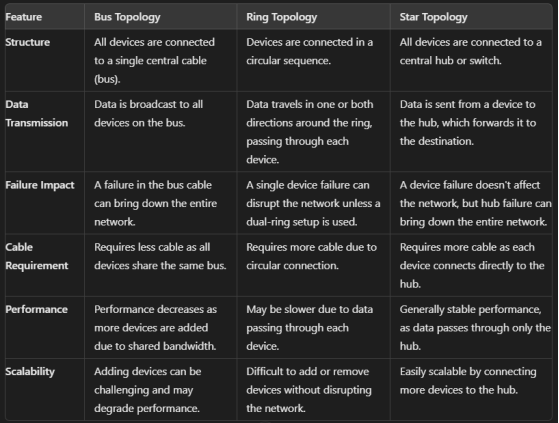 Feature Bus Topology Ring Topology Star Topology
Structure
All devices are connected
to a single central cable
(bus).
Devices are connected in a
circular sequence.
All devices are connected to a
central hub or switch.
Data
Transmission
Data is broadcast to all
devices on the bus.
Data travels in one or both
directions around the ring,
passing through each
device.
Data is sent from a device to
the hub, which forwards it to
the destination.
Failure Impact
A failure in the bus cable
can bring down the entire
network.
A single device failure can
disrupt the network unless a
dual-ring setup is used.
A device failure doesn't affect
the network, but hub failure can
bring down the entire network.
Cable
Requirement
Requires less cable as all
devices share the same bus.
Requires more cable due to
circular connection.
Requires more cable as each
device connects directly to the
hub.
Performance
Performance decreases as
more devices are added
due to shared bandwidth.
May be slower due to data
passing through each
device.
Generally stable performance,
as data passes through only the
hub.
Scalability
Adding devices can be
challenging and may
degrade performance.
Difficult to add or remove
devices without disrupting
the network.
Easily scalable by connecting
more devices to the hub.